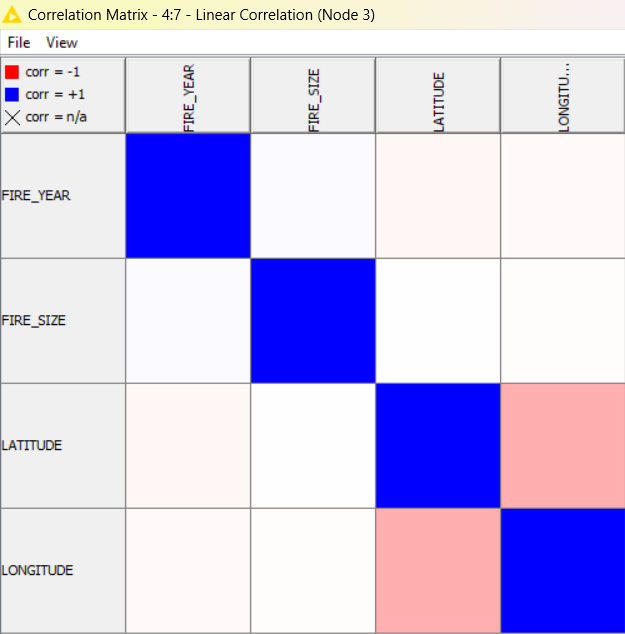 Correlation Matrix - 4:7 - Linear Correlation (Node 3)
File View
corr = -1
corr = +1
corr = n/a
FIRE_YEAR
FIRE_SIZE
LATITUDE
LONGITU...
FIRE_YEAR
FIRE_SIZE
LATITUDE
LONGITUDE